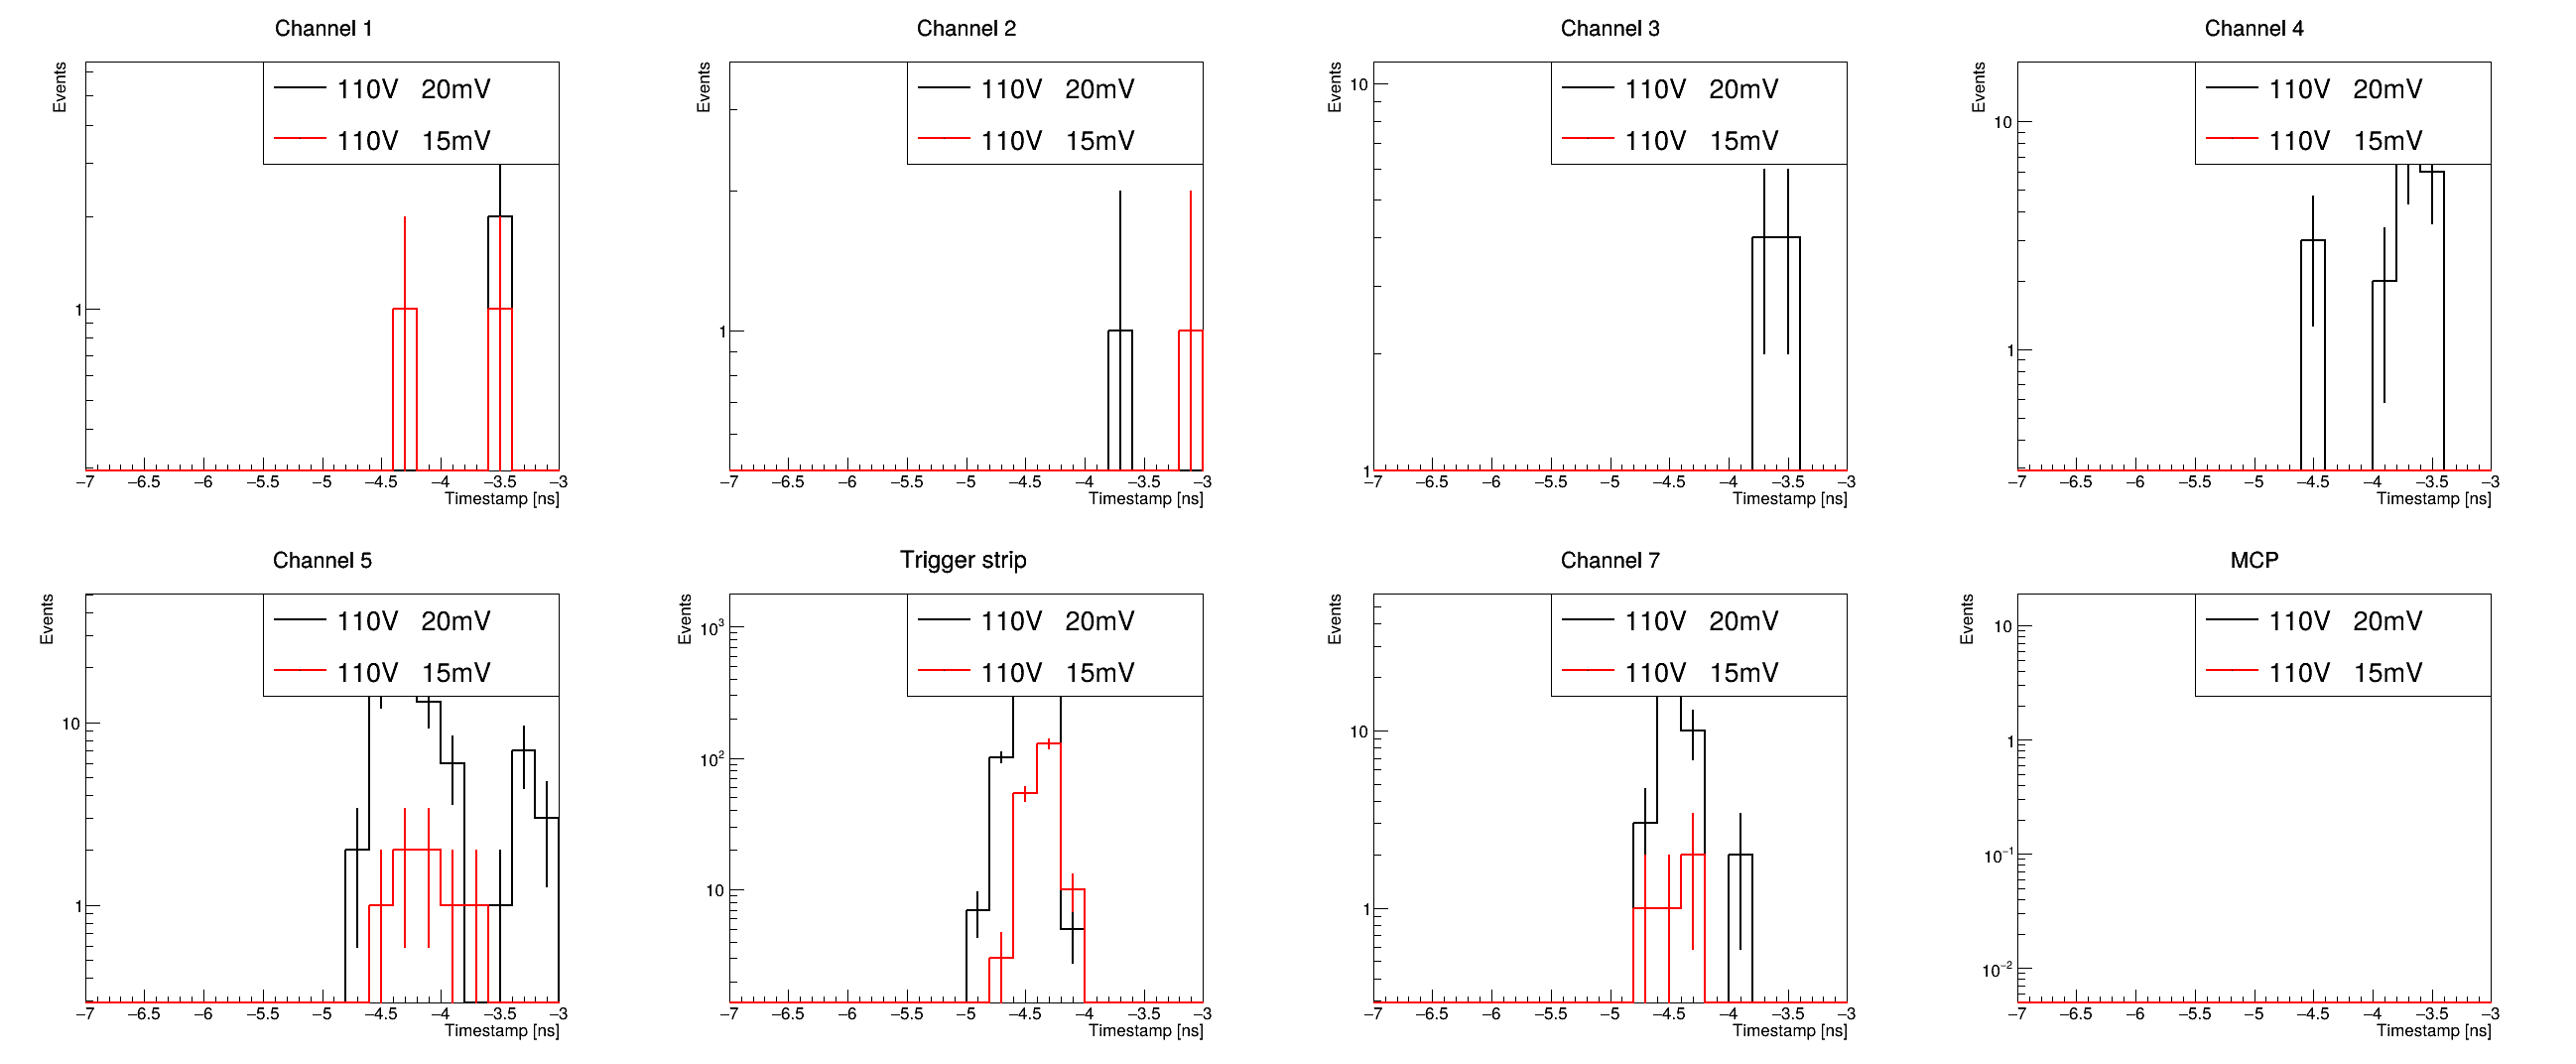 Channel 1
Events
110V 20mV
110V 15mV
1
−7 −6.5 −6 −5.5 −5 −4.5 −4 −3.5 −3
Timestamp [ns]
Channel 2
Events
110V 20mV
110V 15mV
1
−7 −6.5 −6 −5.5 −5 −4.5 −4 −3.5 −3
Timestamp [ns]
Channel 3
Events
110V 20mV
110V 15mV
10
1
−7 −6.5 −6 −5.5 −5 −4.5 −4 −3.5 −3
Timestamp [ns]
Channel 4
Events
110V 20mV
110V 15mV
10
1
−7 −6.5 −6 −5.5 −5 −4.5 −4 −3.5 −3
Timestamp [ns]
Channel 5
Events
110V 20mV
110V 15mV
10
1
−7 −6.5 −6 −5.5 −5 −4.5 −4 −3.5 −3
Timestamp [ns]
Trigger strip
Events
110V 20mV
110V 15mV
10³
10²
10
−7 −6.5 −6 −5.5 −5 −4.5 −4 −3.5 −3
Timestamp [ns]
Channel 7
Events
110V 20mV
110V 15mV
10
1
−7 −6.5 −6 −5.5 −5 −4.5 −4 −3.5 −3
Timestamp [ns]
MCP
Events
110V 20mV
110V 15mV
10
1
10⁻¹
10⁻²
−7 −6.5 −6 −5.5 −5 −4.5 −4 −3.5 −3
Timestamp [ns]